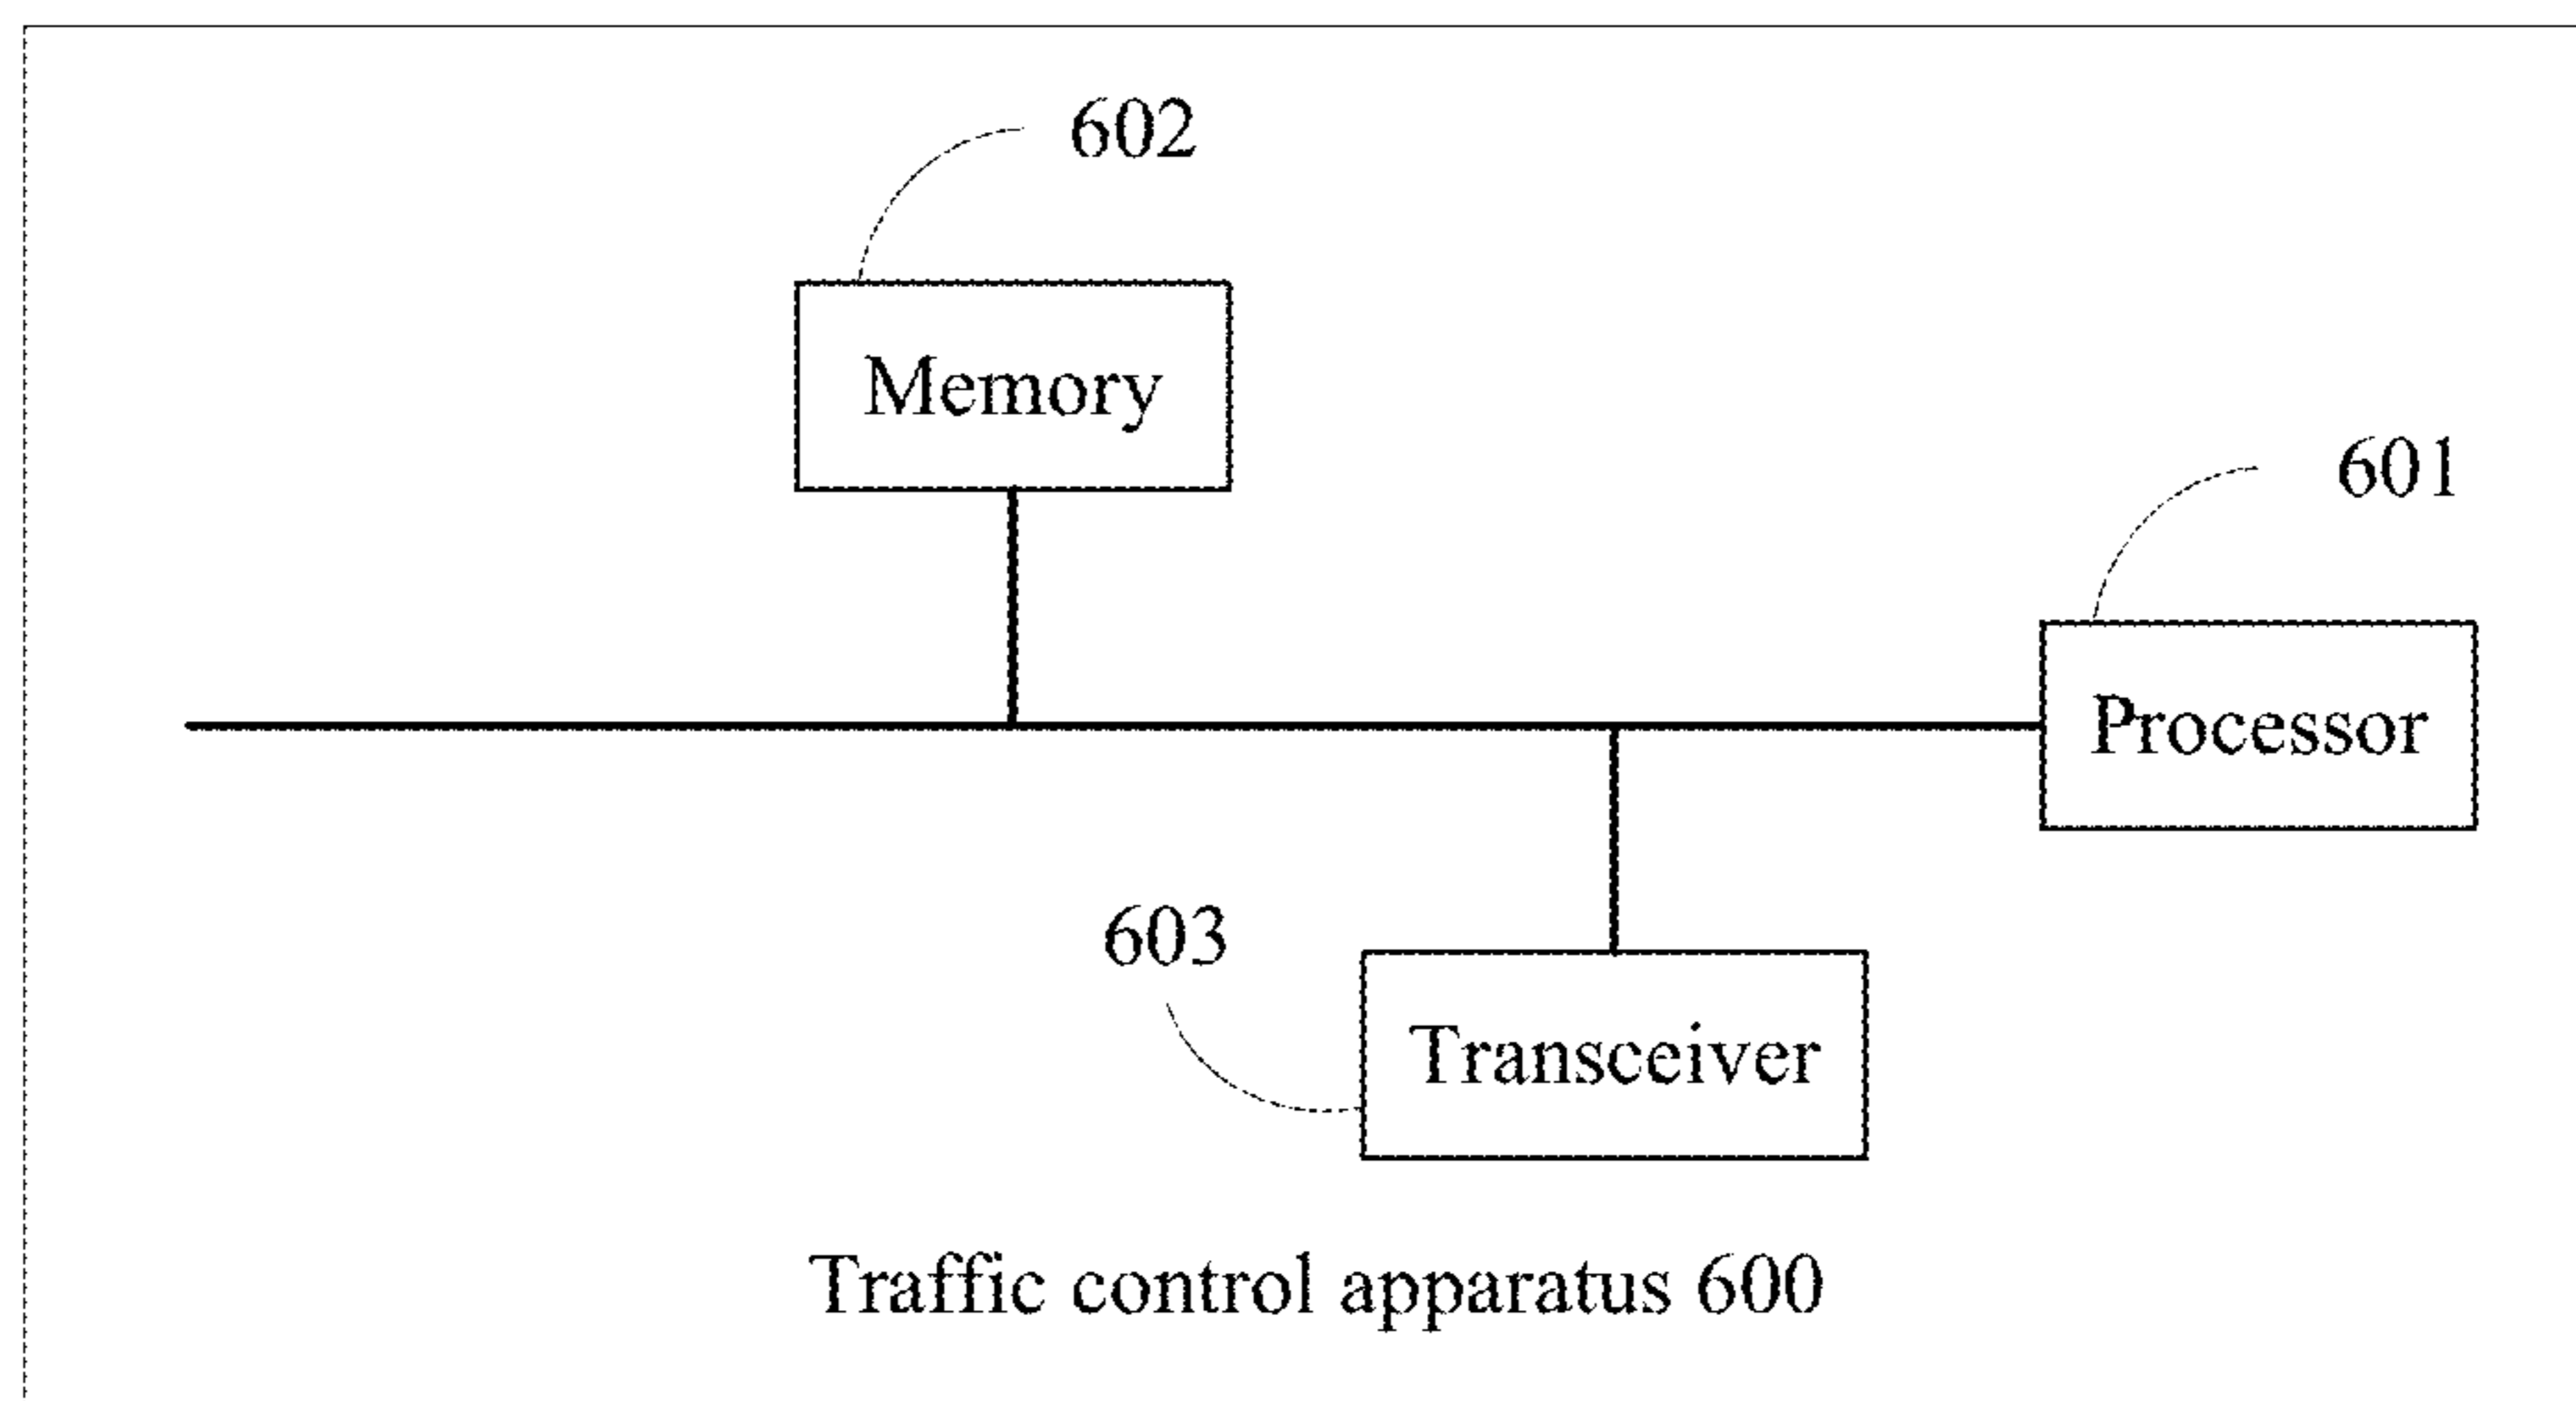 602
Memory
601
Processor
603
Transceiver
Traffic control apparatus 600